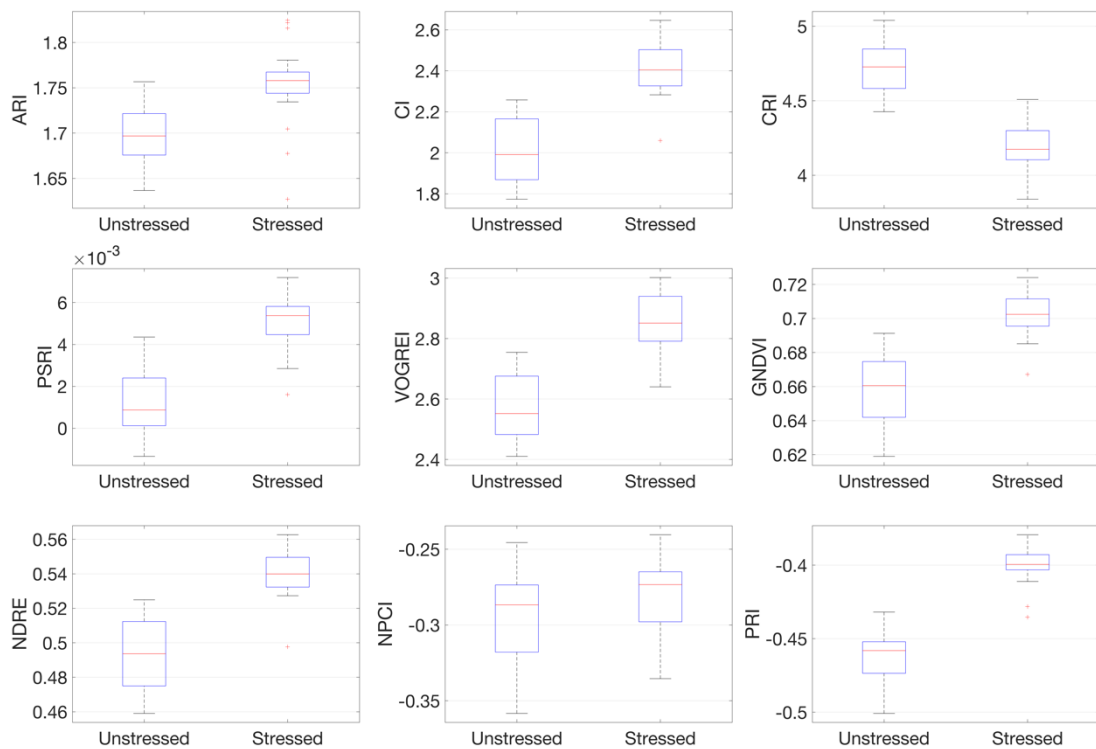 ARI
1.8
1.75
1.7
1.65
Unstressed Stressed
CI
2.6
2.4
2.2
2
1.8
Unstressed Stressed
CRI
5
4.5
4
Unstressed Stressed
×10⁻³
PSRI
6
4
2
0
Unstressed Stressed
VOGREI
3
2.8
2.6
2.4
Unstressed Stressed
GNDVI
0.72
0.7
0.68
0.66
0.64
0.62
Unstressed Stressed
NDRE
0.56
0.54
0.52
0.5
0.48
0.46
Unstressed Stressed
NPCI
-0.25
-0.3
-0.35
Unstressed Stressed
PRI
-0.4
-0.45
-0.5
Unstressed Stressed